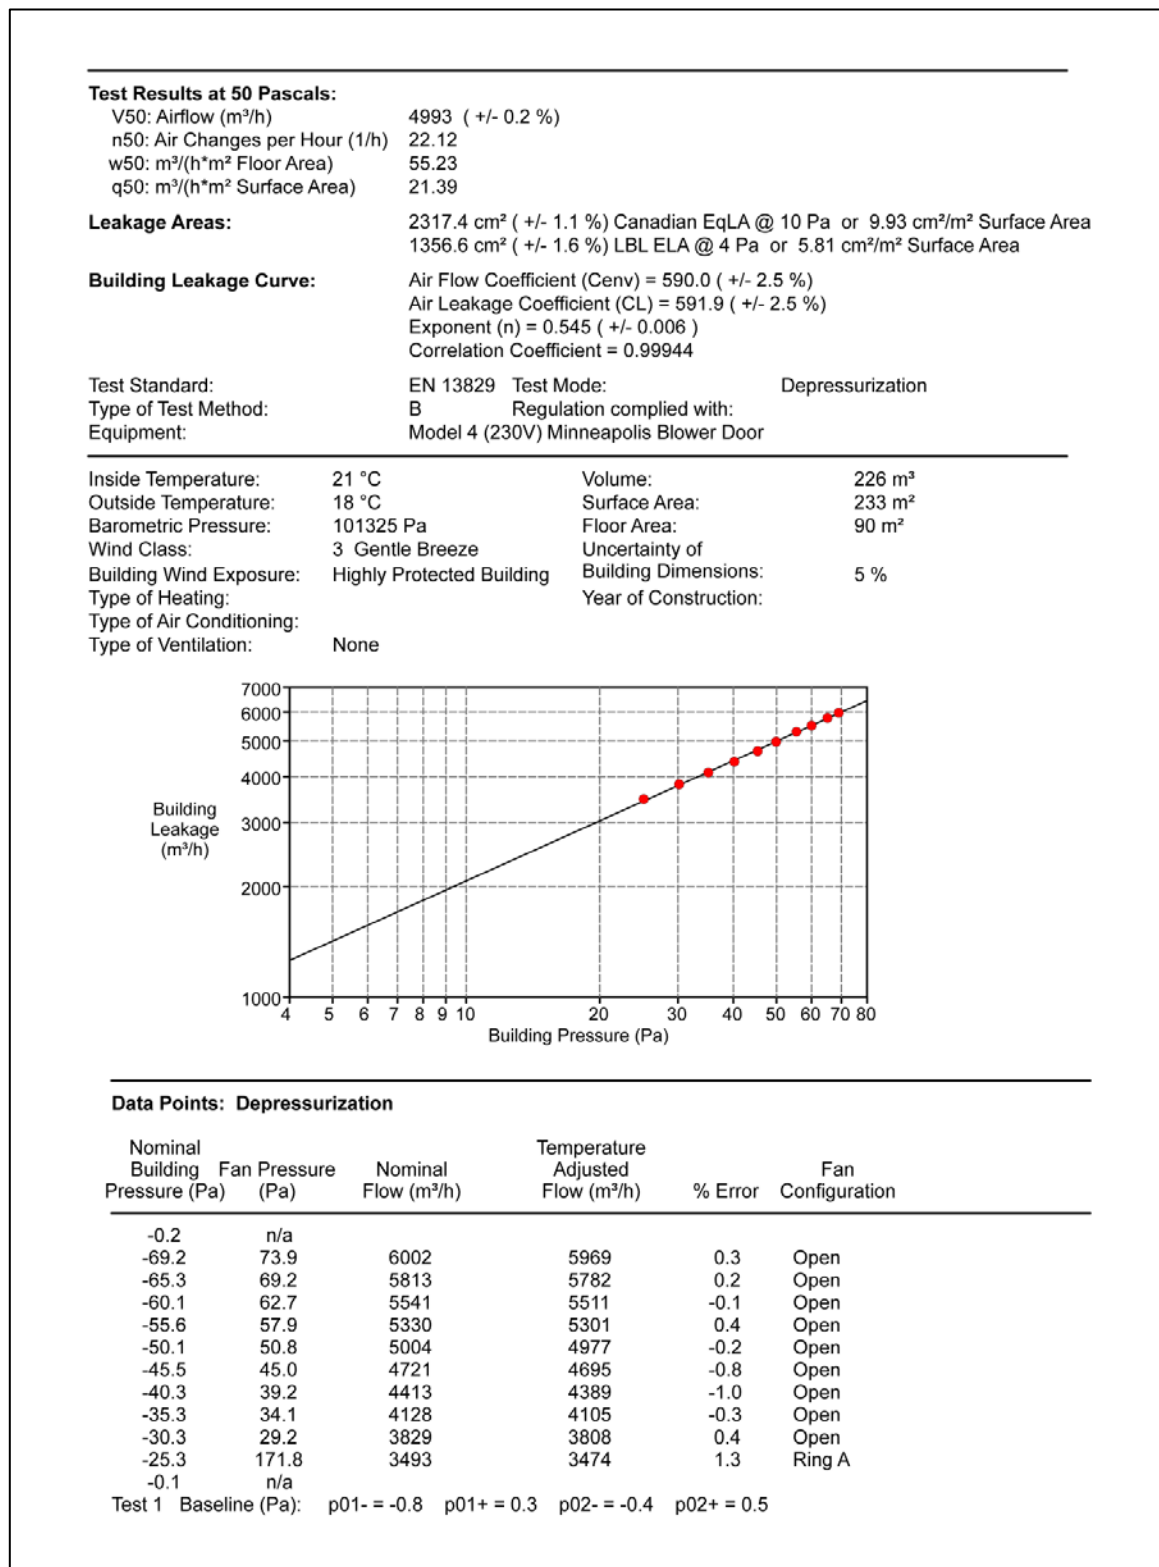 Test Results at 50 Pascals:
V50: Airflow (m³/h) 4993 ( +/- 0.2 %)
n50: Air Changes per Hour (1/h) 22.12
w50: m³/(h*m² Floor Area) 55.23
q50: m³/(h*m² Surface Area) 21.39
Leakage Areas: 2317.4 cm² ( +/- 1.1 %) Canadian EqLA @ 10 Pa or 9.93 cm²/m² Surface Area
1356.6 cm² ( +/- 1.6 %) LBL ELA @ 4 Pa or 5.81 cm²/m² Surface Area
Building Leakage Curve: Air Flow Coefficient (Cenv) = 590.0 ( +/- 2.5 %)
Air Leakage Coefficient (CL) = 591.9 ( +/- 2.5 %)
Exponent (n) = 0.545 ( +/- 0.006 )
Correlation Coefficient = 0.99944
Test Standard: EN 13829 Test Mode: Depressurization
Type of Test Method: B Regulation complied with:
Equipment: Model 4 (230V) Minneapolis Blower Door
Inside Temperature: 21 °C Volume: 226 m³
Outside Temperature: 18 °C Surface Area: 233 m²
Barometric Pressure: 101325 Pa Floor Area: 90 m²
Wind Class: 3 Gentle Breeze Uncertainty of
Building Wind Exposure: Highly Protected Building Building Dimensions: 5 %
Type of Heating: Year of Construction:
Type of Air Conditioning:
Type of Ventilation: None
7000
6000
5000
4000
3000
2000
1000
Building
Leakage
(m³/h)
4 5 6 7 8 9 10 20 30 40 50 60 70 80
Building Pressure (Pa)
Data Points: Depressurization
Nominal Temperature
Building Fan Pressure Nominal Adjusted Fan
Pressure (Pa) (Pa) Flow (m³/h) Flow (m³/h) % Error Configuration
-0.2 n/a
-69.2 73.9 6002 5969 0.3 Open
-65.3 69.2 5813 5782 0.2 Open
-60.1 62.7 5541 5511 -0.1 Open
-55.6 57.9 5330 5301 0.4 Open
-50.1 50.8 5004 4977 -0.2 Open
-45.5 45.0 4721 4695 -0.8 Open
-40.3 39.2 4413 4389 -1.0 Open
-35.3 34.1 4128 4105 -0.3 Open
-30.3 29.2 3829 3808 0.4 Open
-25.3 171.8 3493 3474 1.3 Ring A
-0.1 n/a
Test 1 Baseline (Pa): p01- = -0.8 p01+ = 0.3 p02- = -0.4 p02+ = 0.5